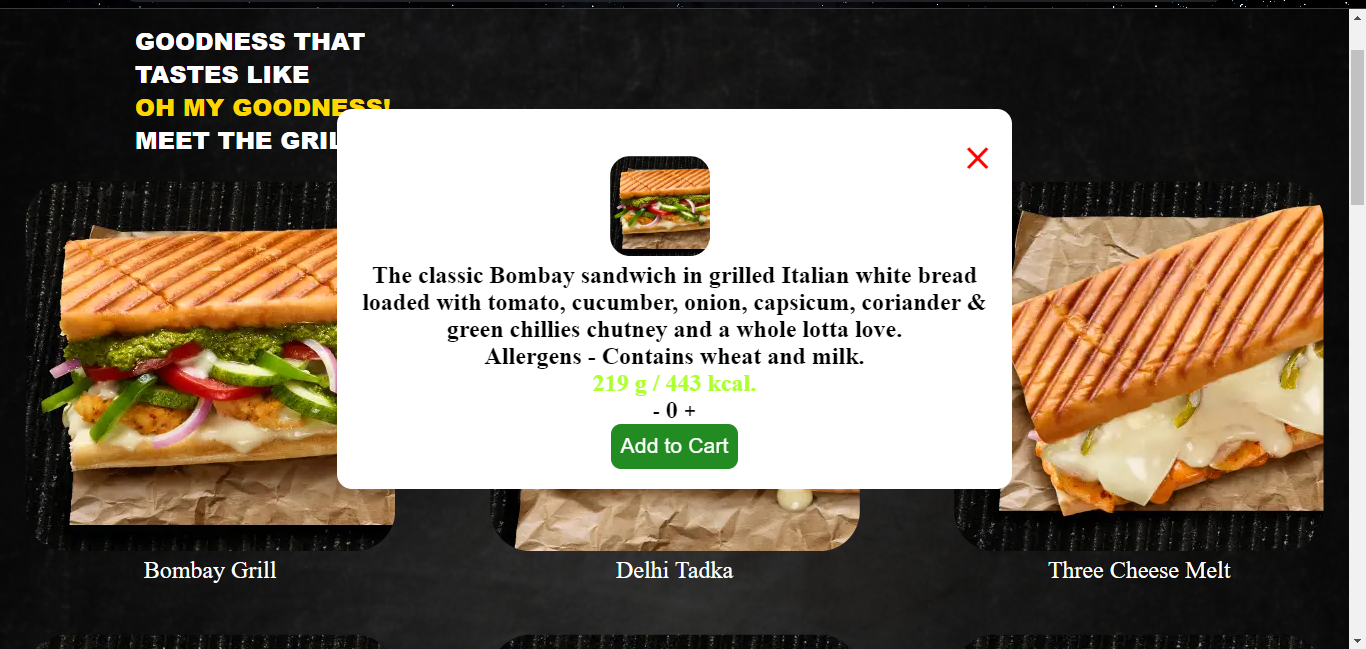 GOODNESS THAT
TASTES LIKE
OH MY GOODNESS!
MEET THE
The classic Bombay sandwich in grilled Italian white bread
loaded with tomato, cucumber, onion, capsicum, coriander &
green chillies chutney and a whole lotta love.
Allergens - Contains wheat and milk.
219 g / 443 kcal.
- 0 +
Add to Cart
Bombay Grill
Delhi Tadka
Three Cheese Melt